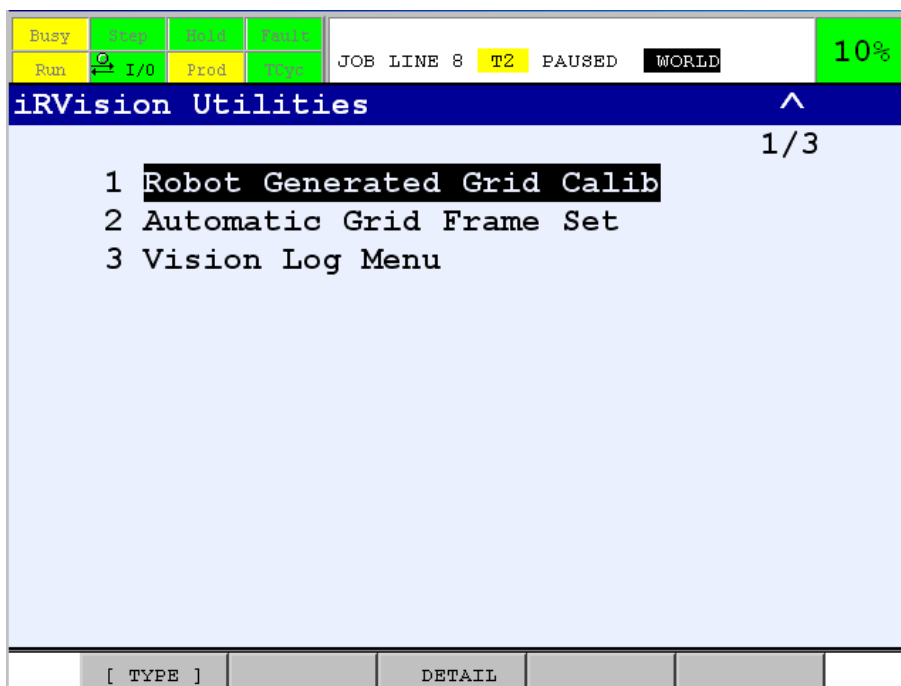 Busy Step Hold Fault
Run I/O Prod TCyc JOB LINE 8 T2 PAUSED WORLD 10%
iRVision Utilities ^
1/3
1 Robot Generated Grid Calib
2 Automatic Grid Frame Set
3 Vision Log Menu
[ TYPE ] DETAIL